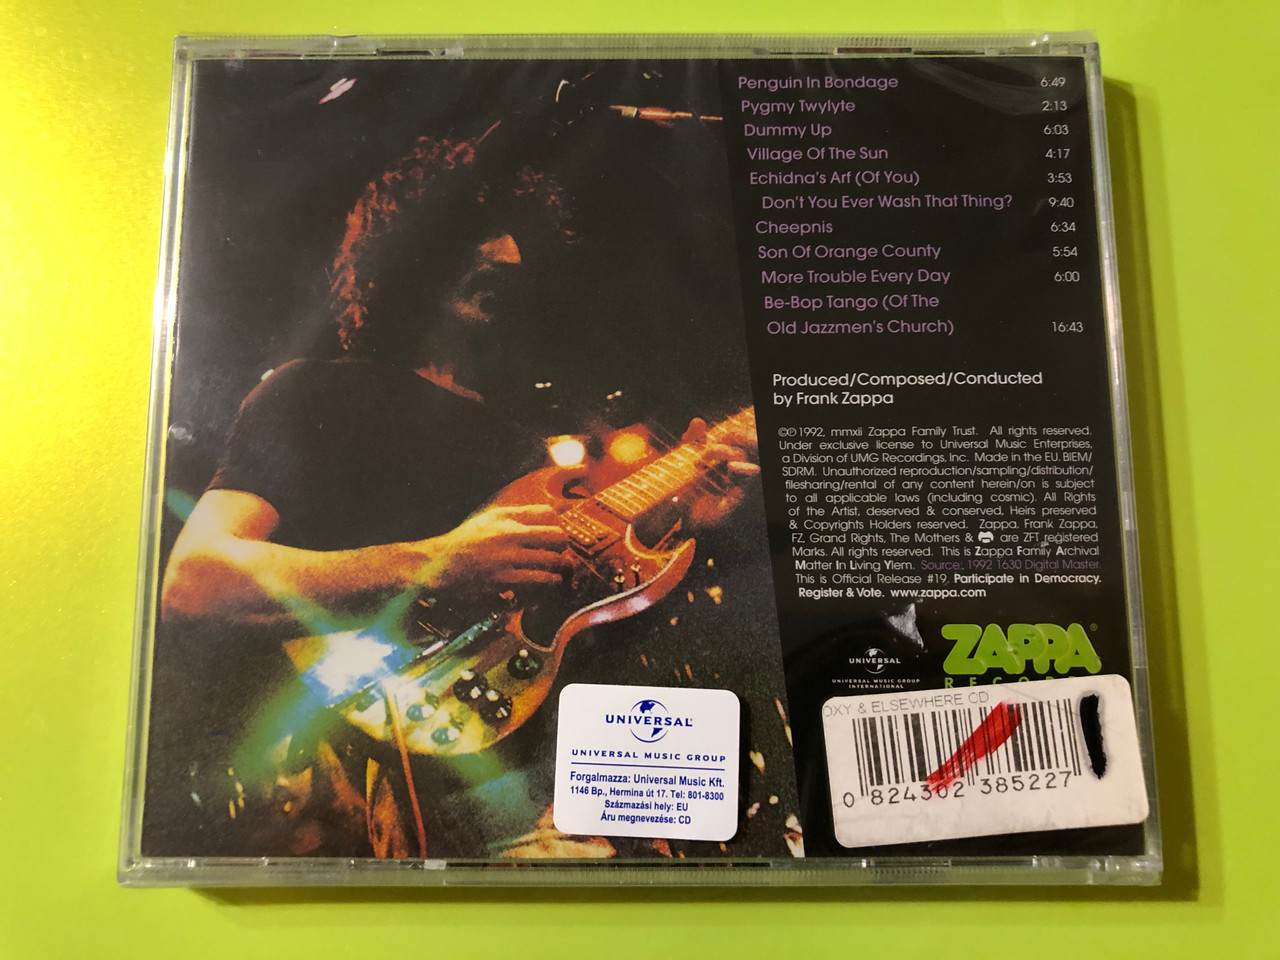 Penguin In Bondage 6:49
Pygmy Twylyte 2:13
Dummy Up 6:03
Village Of The Sun 4:17
Echidna's Arf (Of You) 3:53
Don't You Ever Wash That Thing? 9:40
Cheepnis 6:34
Son Of Orange County 5:54
More Trouble Every Day 6:00
Be-Bop Tango (Of The
Old Jazzmen's Church) 16:43
Produced/Composed/Conducted
by Frank Zappa
©℗ 1992, mmxii Zappa Family Trust. All rights reserved.
Under exclusive license to Universal Music Enterprises,
a Division of UMG Recordings, Inc. Made in the EU. BIEM/
SDRM. Unauthorized reproduction/sampling/distribution/
filesharing/rental of any content herein/on is subject
to all applicable laws (including cosmic). All Rights
of the Artist, deserved & conserved, Heirs preserved
& Copyrights Holders reserved. Zappa, Frank Zappa,
FZ, Grand Rights, The Mothers & are ZFT registered
Marks. All rights reserved. This is Zappa Family Archival
Matter In Living Ylem. Source: 1992 1630 Digital Master.
This is Official Release #19. Participate in Democracy.
Register & Vote. www.zappa.com
ZAPPA®
RECORDS
UNIVERSAL
UNIVERSAL MUSIC GROUP
INTERNATIONAL
UNIVERSAL
UNIVERSAL MUSIC GROUP
Forgalmazza: Universal Music Kft.
1146 Bp., Hermina út 17. Tel: 801-8300
Származási hely: EU
Áru megnevezése: CD
OXY & ELSEWHERE CD
0 824302 385227